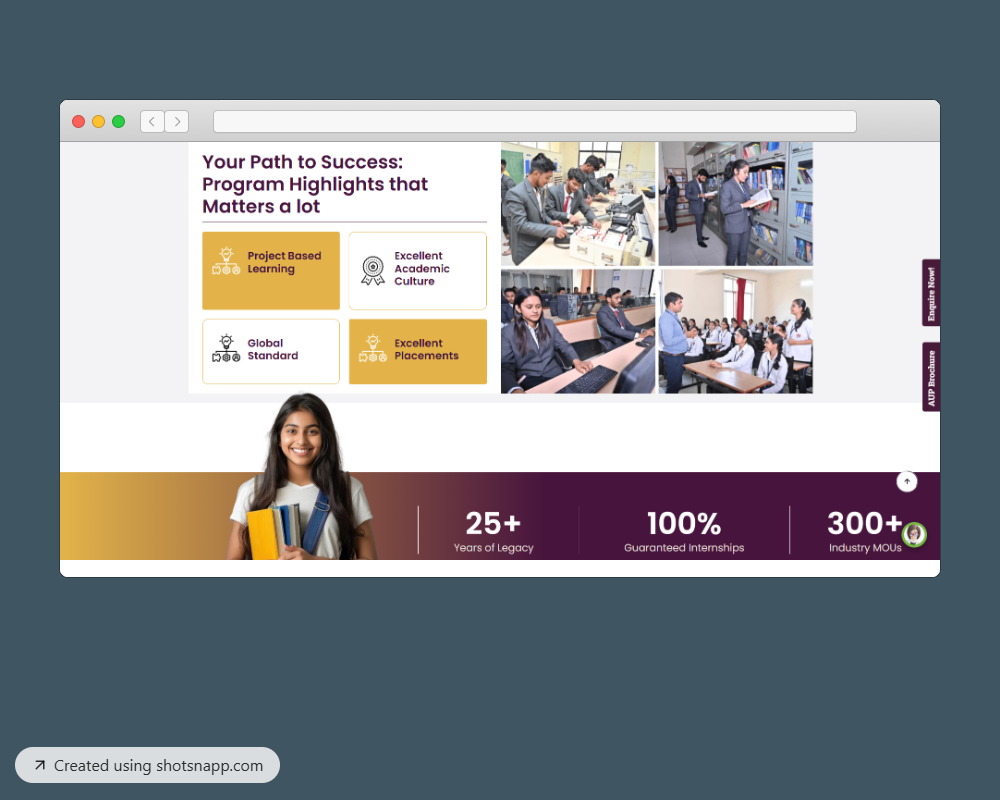 Your Path to Success:
Program Highlights that
Matters a lot
Project Based
Learning
Excellent
Academic
Culture
Global
Standard
Excellent
Placements
Enquire Now!
AUP Brochure
25+
Years of Legacy
100%
Guaranteed Internships
300+
Industry MOUs
Created using shotsnapp.com